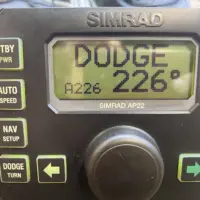 SIMRAD
STBY
PWR
DODGE
A226 226°
AUTO
SPEED
SIMRAD AP22
NAV
SETUP
DODGE
TURN